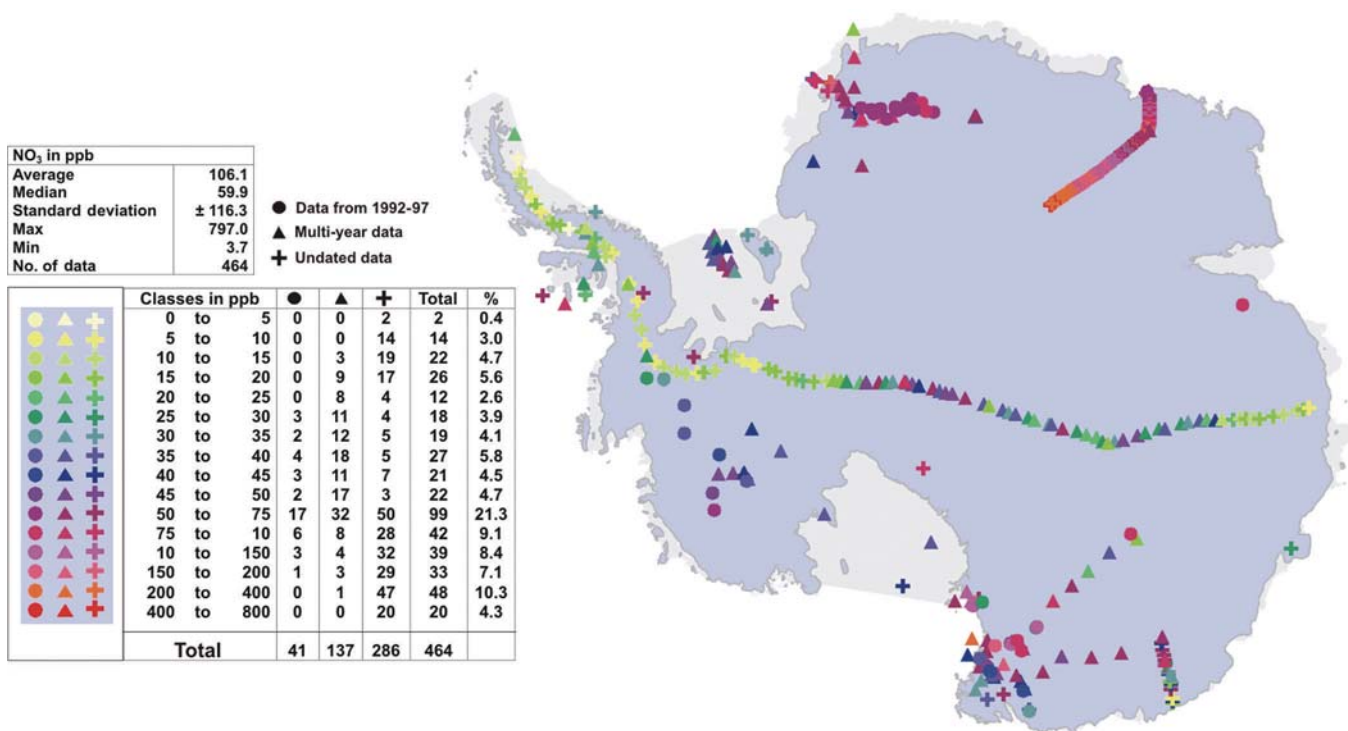 NO3 in ppb
Average 106.1
Median 59.9
Standard deviation ± 116.3
Max 797.0
Min 3.7
No. of data 464
Data from 1992-97
Multi-year data
Undated data
Classes in ppb Total %
0 to 5 0 0 2 2 0.4
5 to 10 0 0 14 14 3.0
10 to 15 0 3 19 22 4.7
15 to 20 0 9 17 26 5.6
20 to 25 0 8 4 12 2.6
25 to 30 3 11 4 18 3.9
30 to 35 2 12 5 19 4.1
35 to 40 4 18 5 27 5.8
40 to 45 3 11 7 21 4.5
45 to 50 2 17 3 22 4.7
50 to 75 17 32 50 99 21.3
75 to 10 6 8 28 42 9.1
10 to 150 3 4 32 39 8.4
150 to 200 1 3 29 33 7.1
200 to 400 0 1 47 48 10.3
400 to 800 0 0 20 20 4.3
Total 41 137 286 464